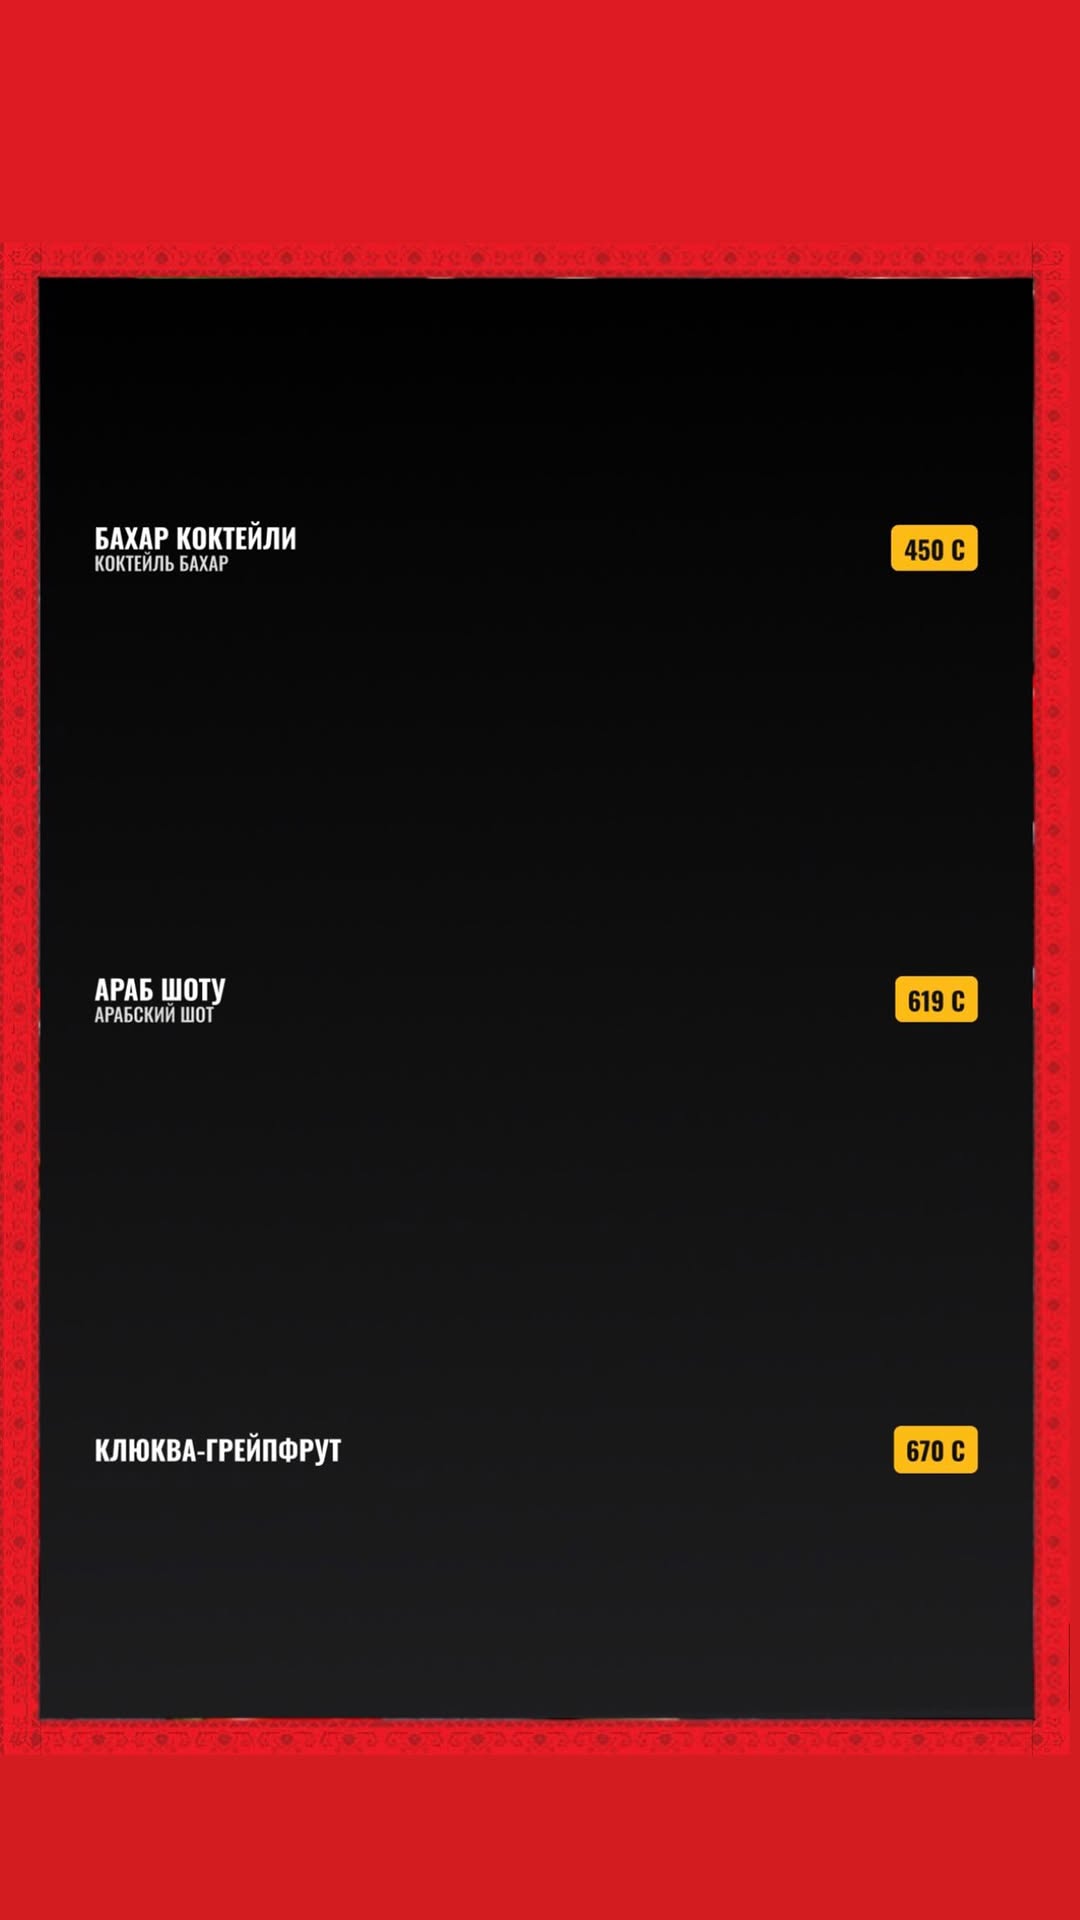 БАХАР КОКТЕЙЛИ
КОКТЕЙЛЬ БАХАР
450 С
АРАБ ШОТУ
АРАБСКИЙ ШОТ
619 С
КЛЮКВА-ГРЕЙПФРУТ
670 С